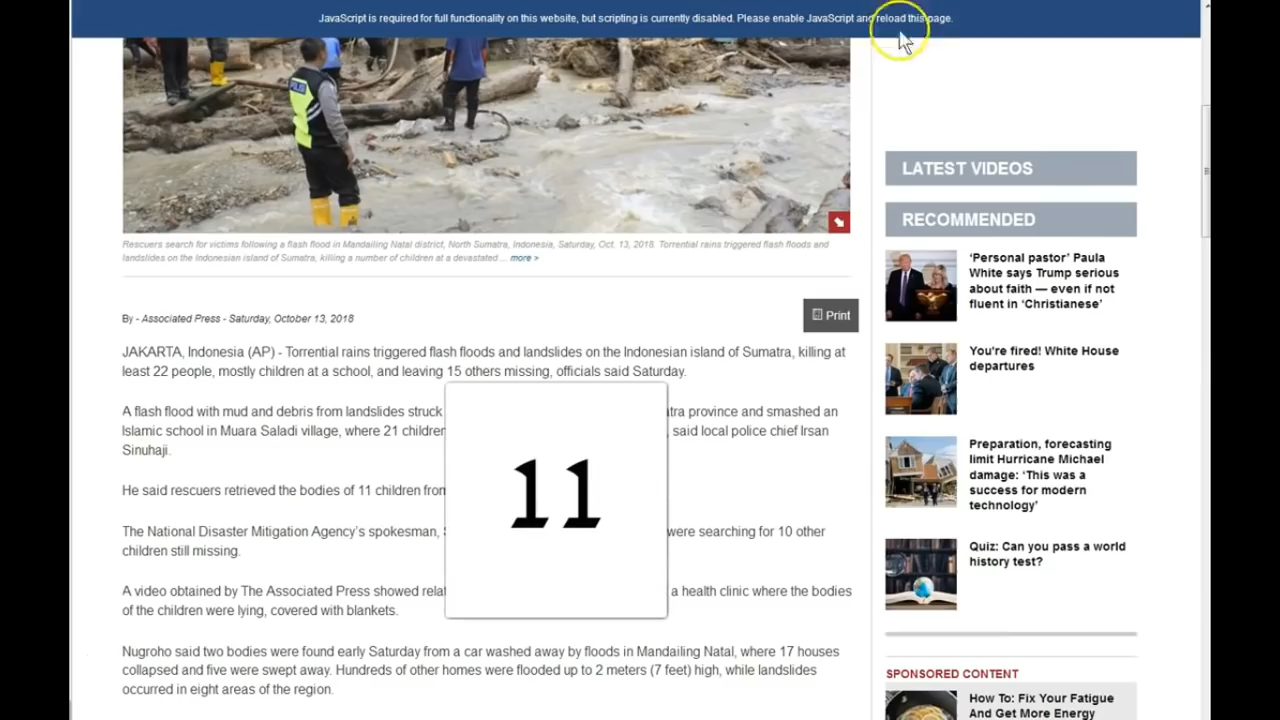 JavaScript is required for full functionality on this website, but scripting is currently disabled. Please enable JavaScript and reload this page.
Rescuers search for victims following a flash flood in Mandailing Natal district, North Sumatra, Indonesia, Saturday, Oct. 13, 2018. Torrential rains triggered flash floods and
landslides on the Indonesian island of Sumatra, killing a number of children at a devastated ... more >
By - Associated Press - Saturday, October 13, 2018
Print
JAKARTA, Indonesia (AP) - Torrential rains triggered flash floods and landslides on the Indonesian island of Sumatra, killing at
least 22 people, mostly children at a school, and leaving 15 others missing, officials said Saturday.
A flash flood with mud and debris from landslides struck
province and smashed an
Islamic school in Muara Saladi village, where 21 children
, said local police chief Irsan
Sinuhaji.
He said rescuers retrieved the bodies of 11 children from
The National Disaster Mitigation Agency's spokesman,
were searching for 10 other
children still missing.
A video obtained by The Associated Press showed
a health clinic where the bodies
of the children were lying, covered with blankets.
Nugroho said two bodies were found early Saturday from a car washed away by floods in Mandailing Natal, where 17 houses
collapsed and five were swept away. Hundreds of other homes were flooded up to 2 meters (7 feet) high, while landslides
occurred in eight areas of the region.
11
LATEST VIDEOS
RECOMMENDED
'Personal pastor' Paula
White says Trump serious
about faith — even if not
fluent in 'Christianese'
You're fired! White House
departures
Preparation, forecasting
limit Hurricane Michael
damage: 'This was a
success for modern
technology'
Quiz: Can you pass a world
history test?
SPONSORED CONTENT
How To: Fix Your Fatigue
And Get More Energy